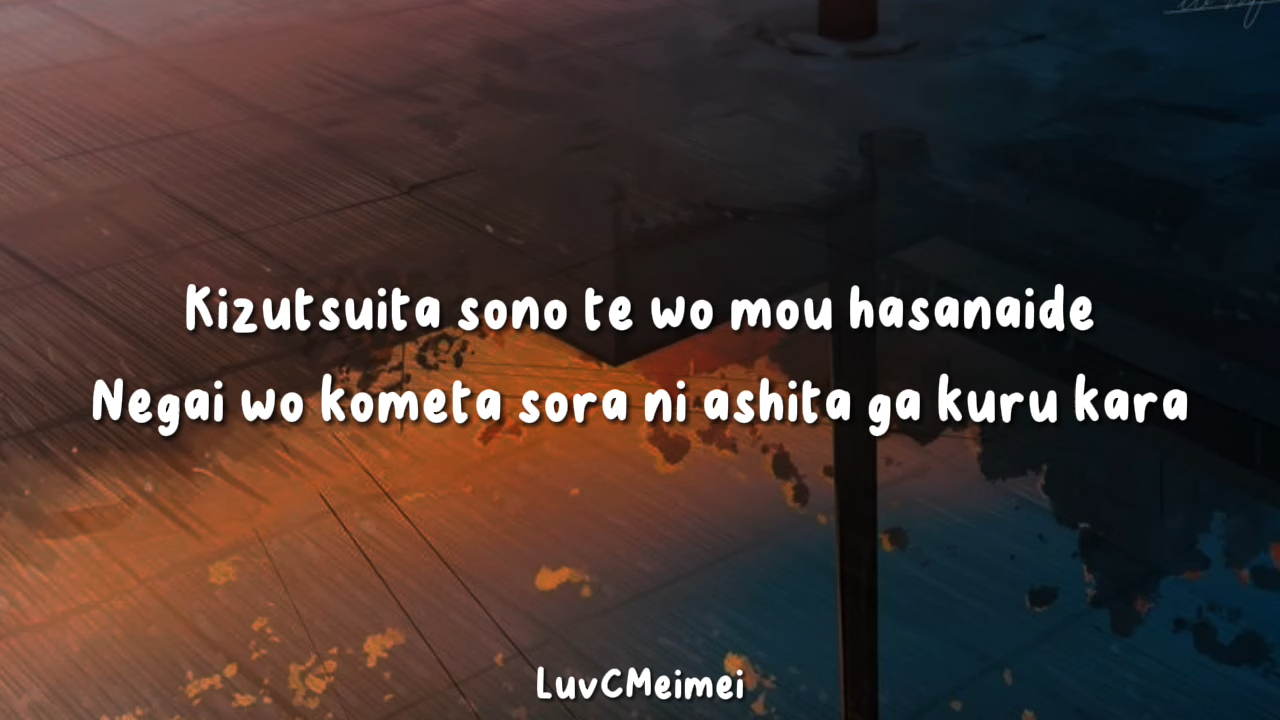 Kizutsuita sono te wo mou hasanaide
Negai wo kometa sora ni ashita ga kuru kara
LuvCMeimei